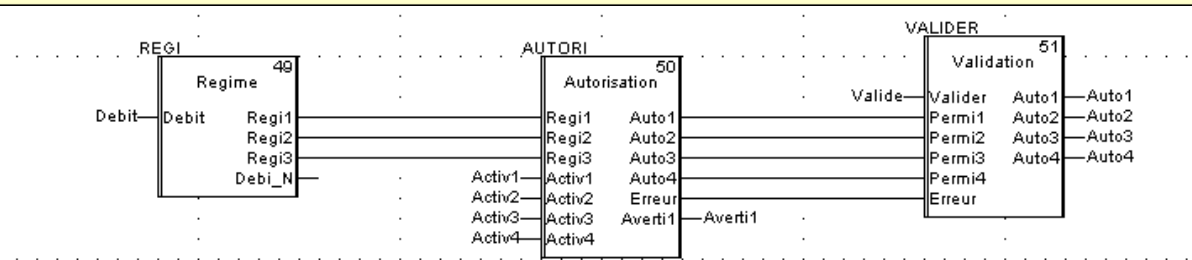 VALIDER
REGI
AUTORI
51
49
50
Validation
Regime
Autorisation
Valide
Valider
Auto1
Auto1
Debit
Debit
Regi1
Regi1
Auto1
Permi1
Auto2
Auto2
Regi2
Regi2
Auto2
Permi2
Auto3
Auto3
Regi3
Regi3
Auto3
Permi3
Auto4
Auto4
Debi_N
Activ1
Activ1
Auto4
Permi4
Activ2
Activ2
Erreur
Erreur
Activ3
Activ3
Averti1
Averti1
Activ4
Activ4